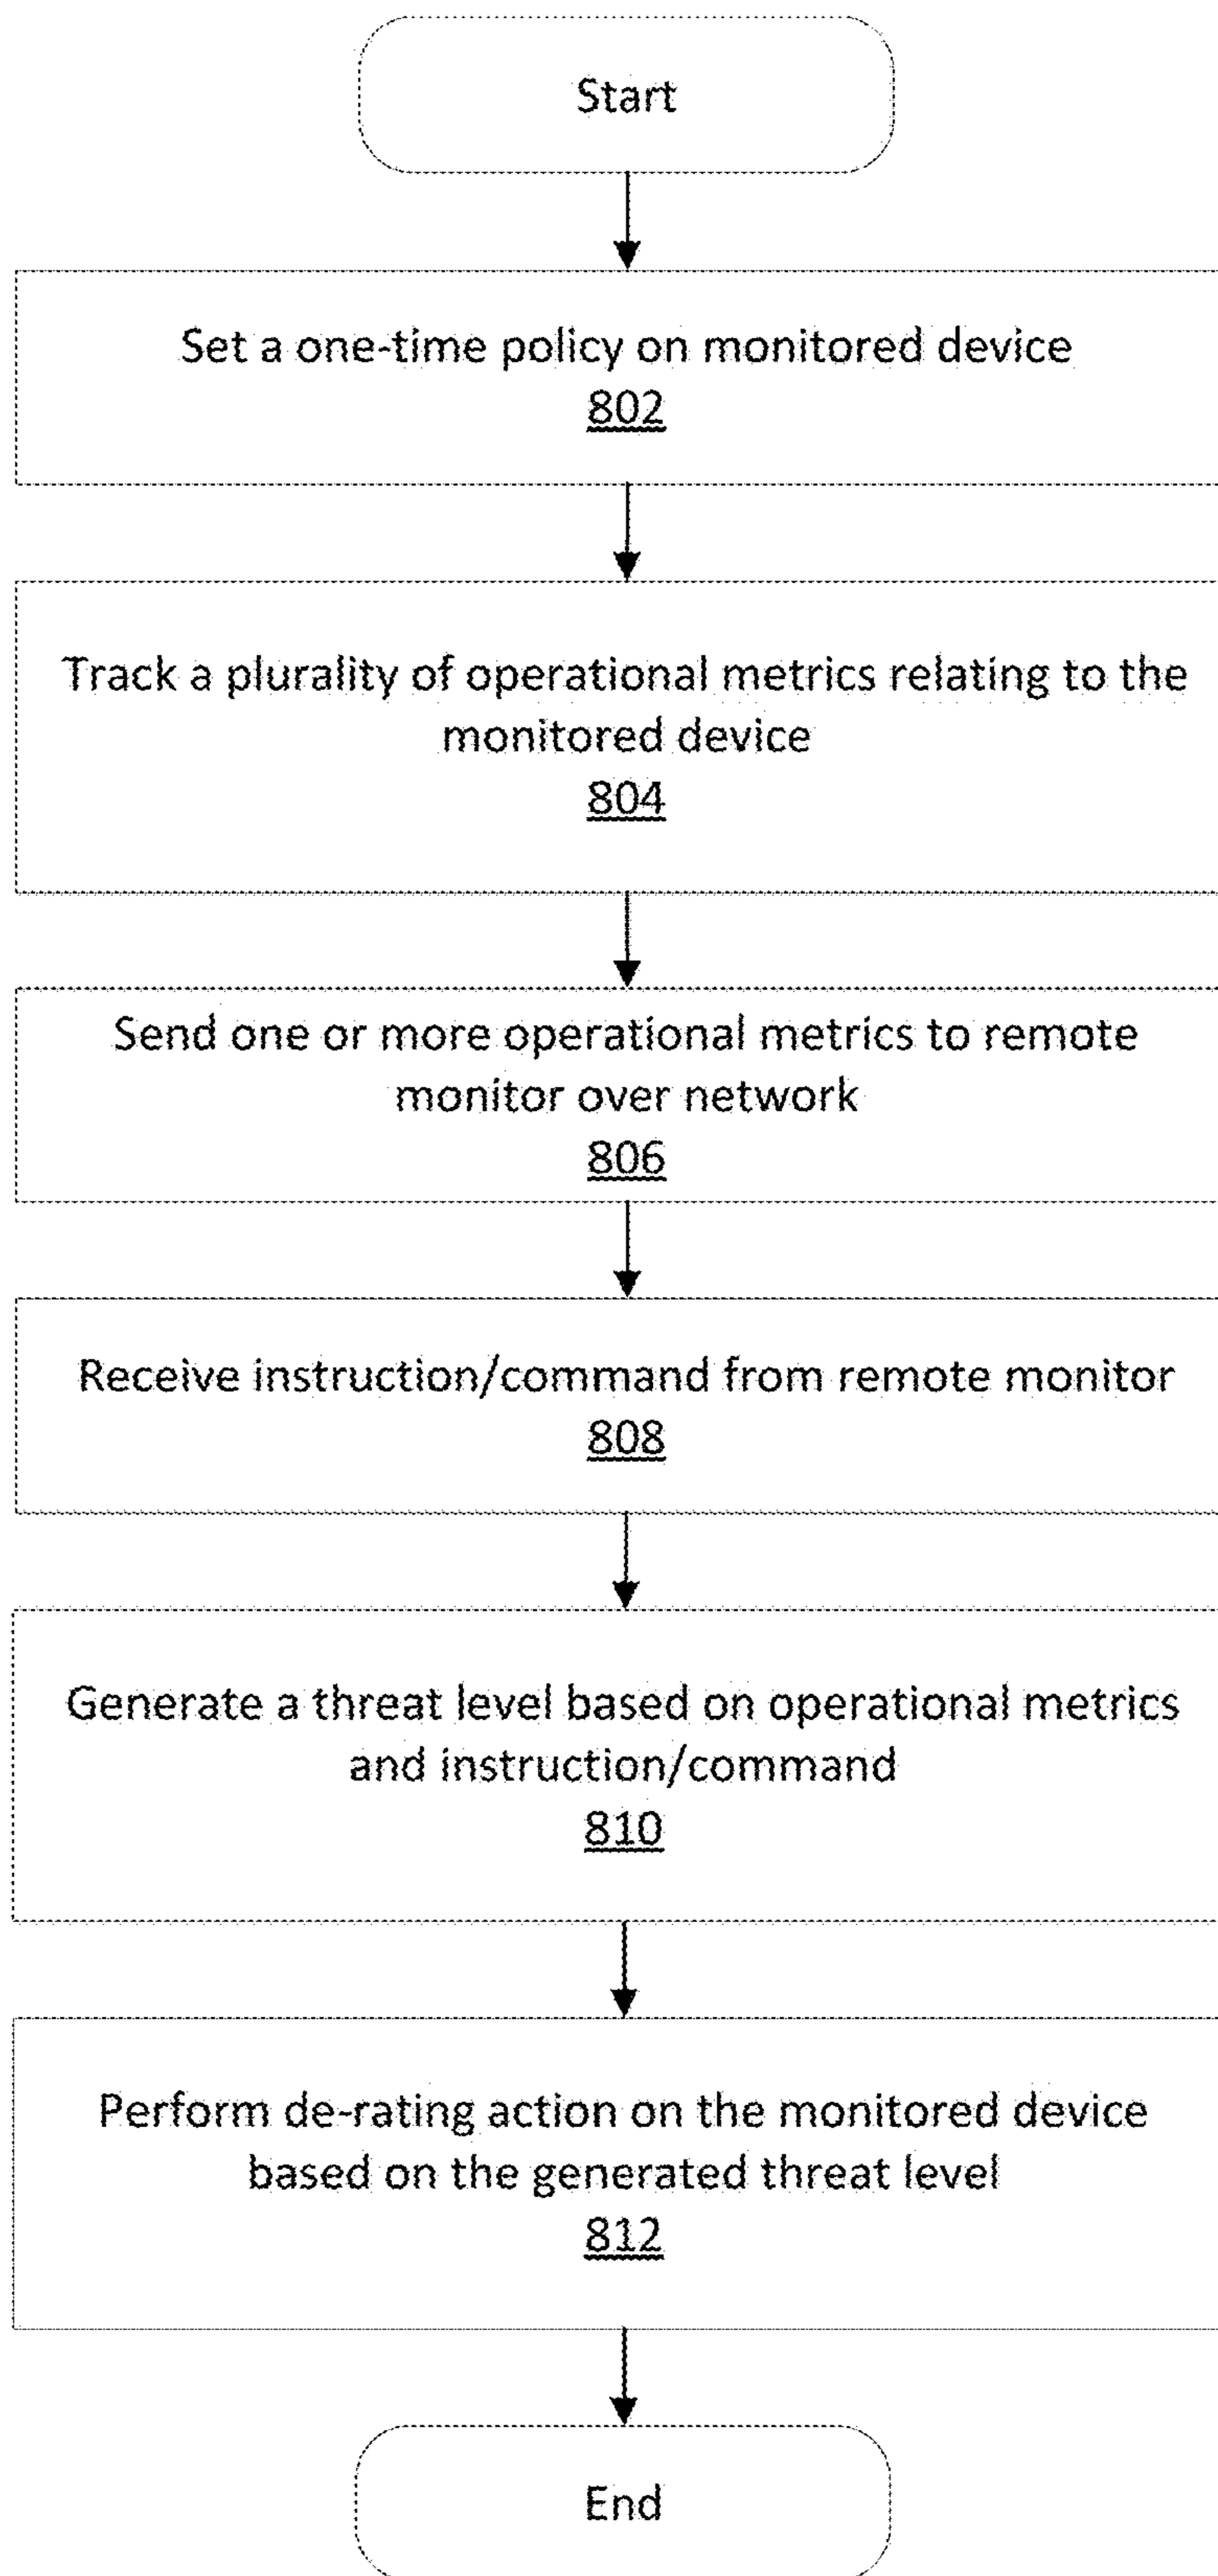 Start
Set a one-time policy on monitored device
802
Track a plurality of operational metrics relating to the
monitored device
804
Send one or more operational metrics to remote
monitor over network
806
Receive instruction/command from remote monitor
808
Generate a threat level based on operational metrics
and instruction/command
810
Perform de-rating action on the monitored device
based on the generated threat level
812
End